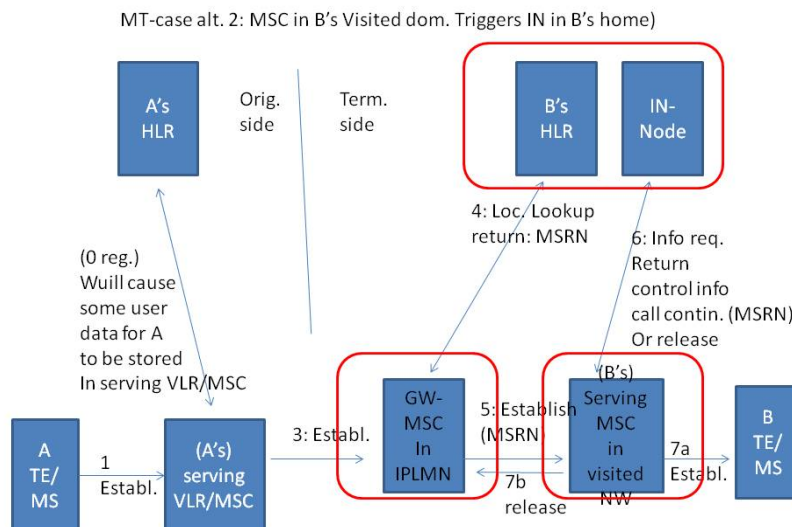 MT-case alt. 2: MSC in B's Visited dom. Triggers IN in B's home)
A's
HLR
Orig.
side
Term.
side
B's
HLR
IN-
Node
4: Loc. Lookup
return: MSRN
6: Info req.
Return
control info
call contin. (MSRN)
Or release
(0 reg.)
Wuill cause
some user
data for A
to be stored
In serving VLR/MSC
A
TE/
MS
1
Establ.
(A's)
serving
VLR/MSC
3: Establ.
GW-
MSC
In
IPLMN
5: Establish
(MSRN)
7b
release
(B's)
Serving
MSC
in
visited
NW
7a
Establ.
B
TE/
MS